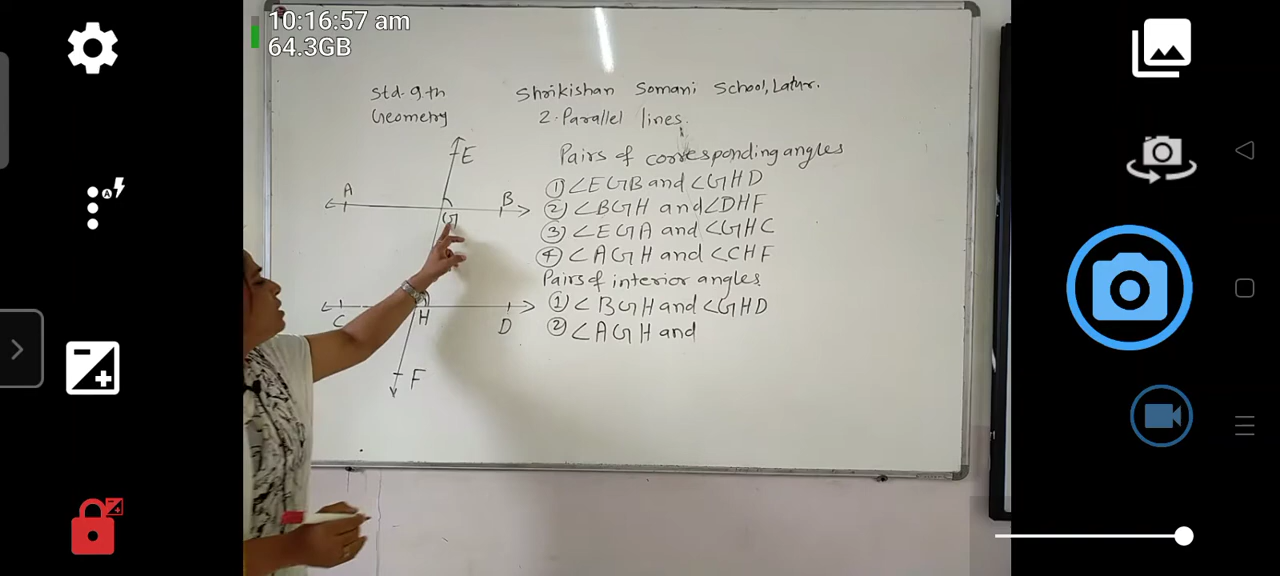 10:16:57 am
64.3GB
Std. 9th
Geometry
Shrikishan Somani School, Latur.
2. Parallel lines.
Pairs of corresponding angles
① ∠EGB and ∠GHD
② ∠BGH and ∠DHF
③ ∠EGA and ∠GHC
④ ∠AGH and ∠CHF
Pairs of interior angles
① ∠BGH and ∠GHD
② ∠AGH and
E
A
B
G
C
H
D
F
A